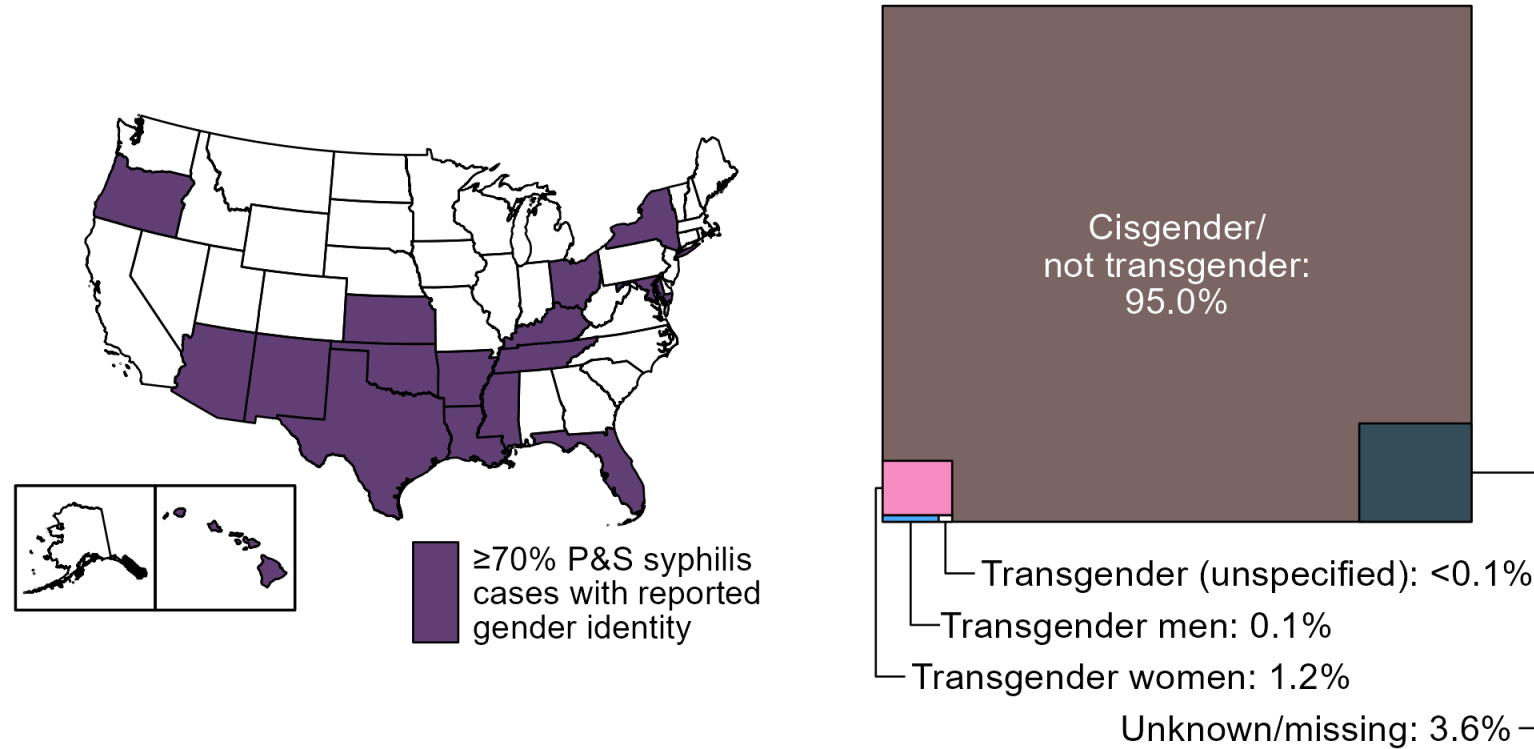 ≥70% P&S syphilis
cases with reported
gender identity
Cisgender/
not transgender:
95.0%
Transgender (unspecified): <0.1%
Transgender men: 0.1%
Transgender women: 1.2%
Unknown/missing: 3.6%